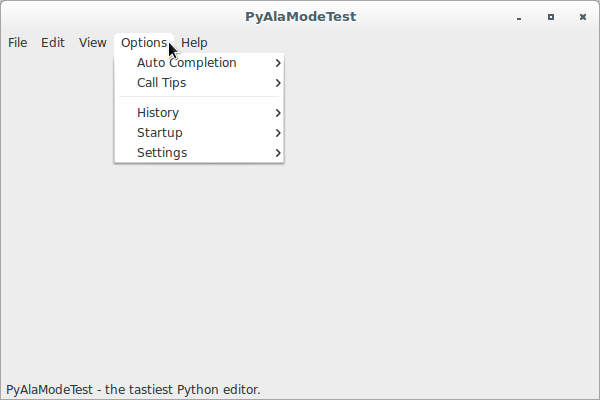 PyAlaModeTest
File Edit View Options Help
Auto Completion
Call Tips
History
Startup
Settings
PyAlaModeTest - the tastiest Python editor.